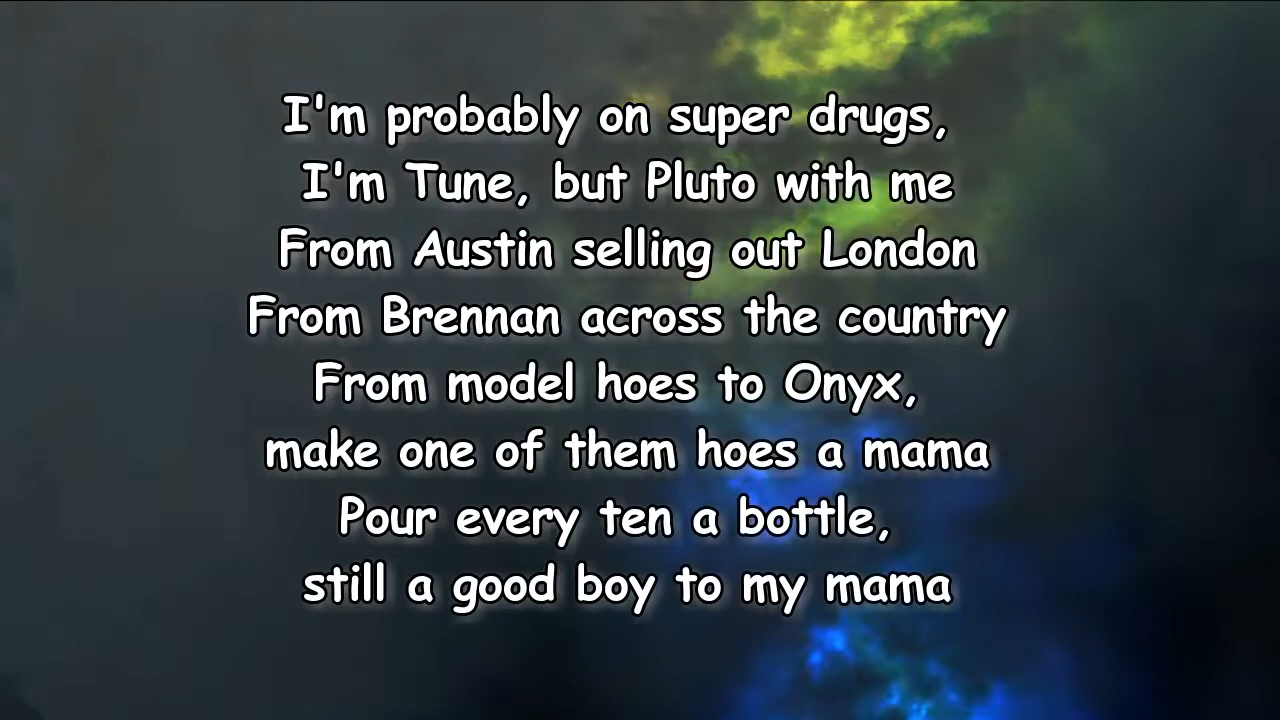 I'm probably on super drugs,
I'm Tune, but Pluto with me
From Austin selling out London
From Brennan across the country
From model hoes to Onyx,
make one of them hoes a mama
Pour every ten a bottle,
still a good boy to my mama